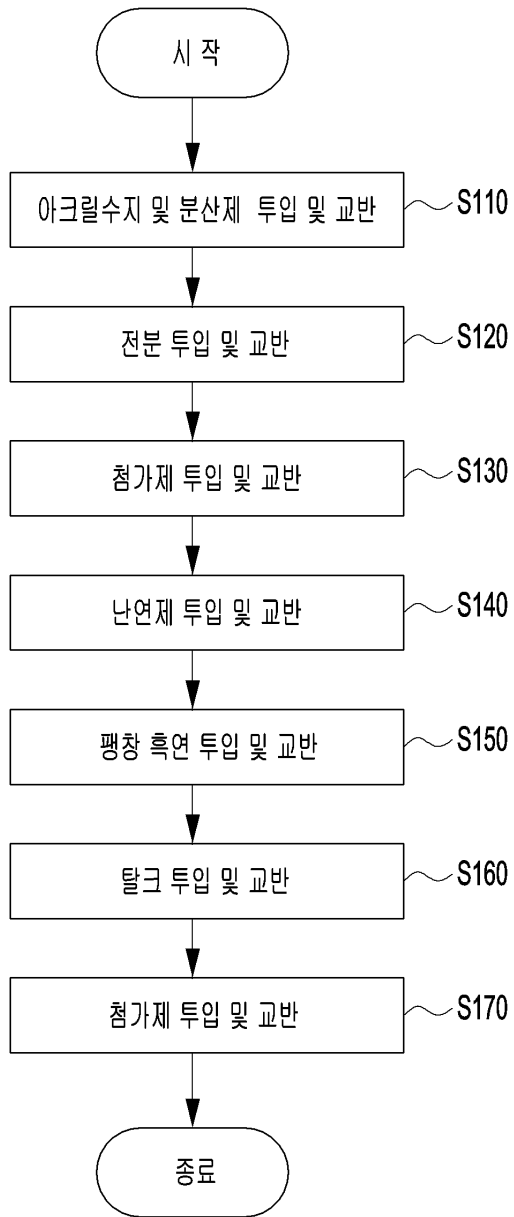 시 작
아크릴수지 및 분산제 투입 및 교반
S110
전분 투입 및 교반
S120
첨가제 투입 및 교반
S130
난연제 투입 및 교반
S140
팽창 흑연 투입 및 교반
S150
탈크 투입 및 교반
S160
첨가제 투입 및 교반
S170
종료